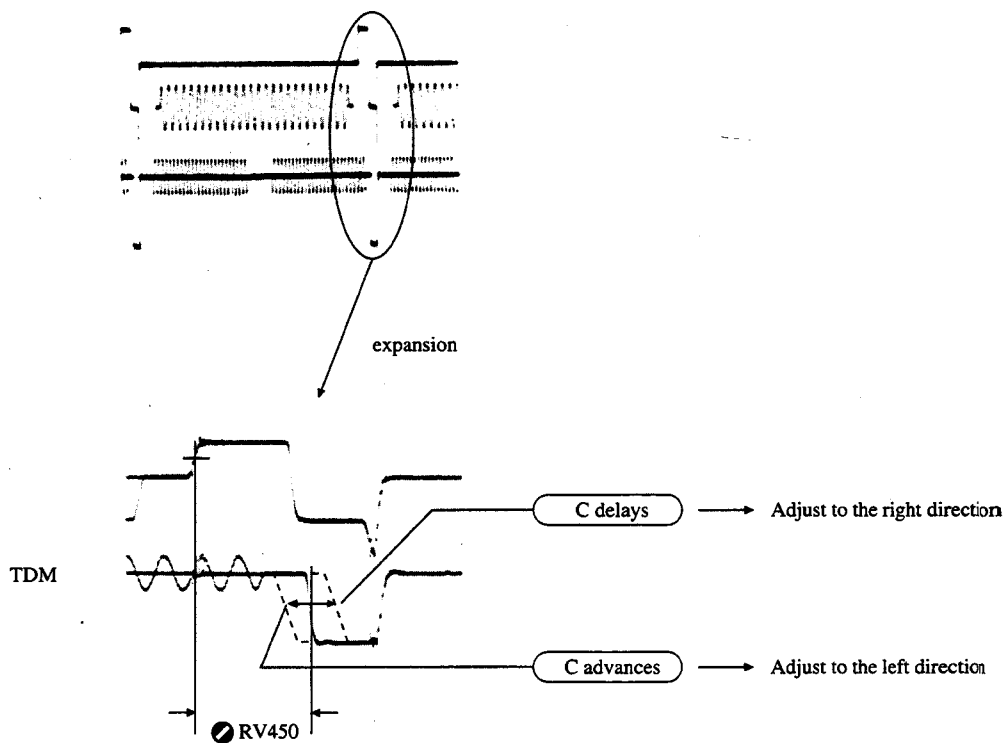 expansion
C delays
Adjust to the right direction
TDM
C advances
Adjust to the left direction
RV450